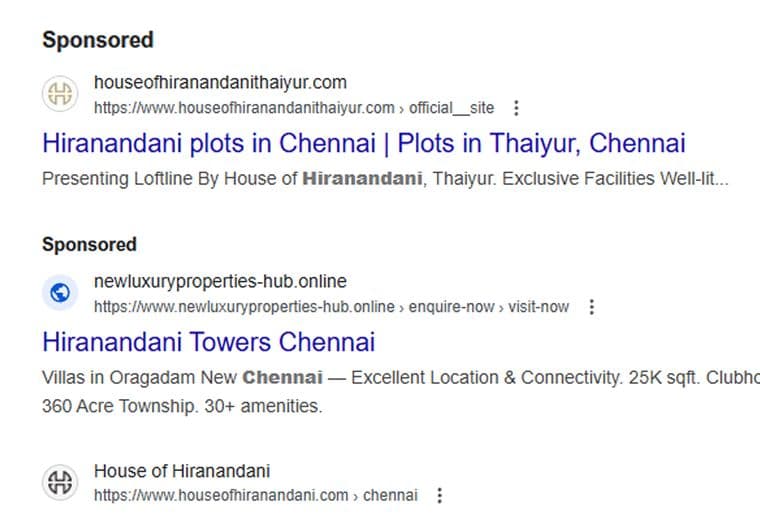 Sponsored
houseofhiranandanithaiyur.com
https://www.houseofhiranandanithaiyur.com › official__site
Hiranandani plots in Chennai | Plots in Thaiyur, Chennai
Presenting Loftline By House of Hiranandani, Thaiyur. Exclusive Facilities Well-lit...
Sponsored
newluxuryproperties-hub.online
https://www.newluxuryproperties-hub.online › enquire-now › visit-now
Hiranandani Towers Chennai
Villas in Oragadam New Chennai — Excellent Location & Connectivity. 25K sqft. Clubho
360 Acre Township. 30+ amenities.
House of Hiranandani
https://www.houseofhiranandani.com › chennai